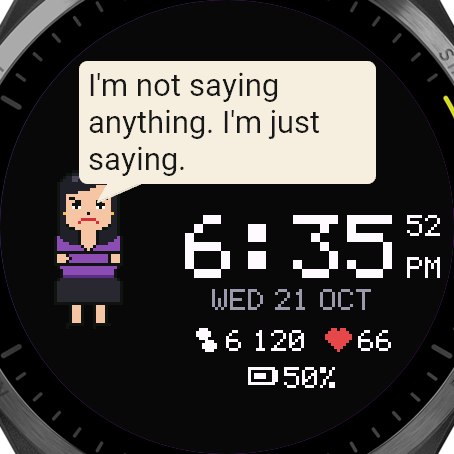 I'm not saying
anything. I'm just
saying.
6:35 52 PM
WED 21 OCT
6 120 66
50%